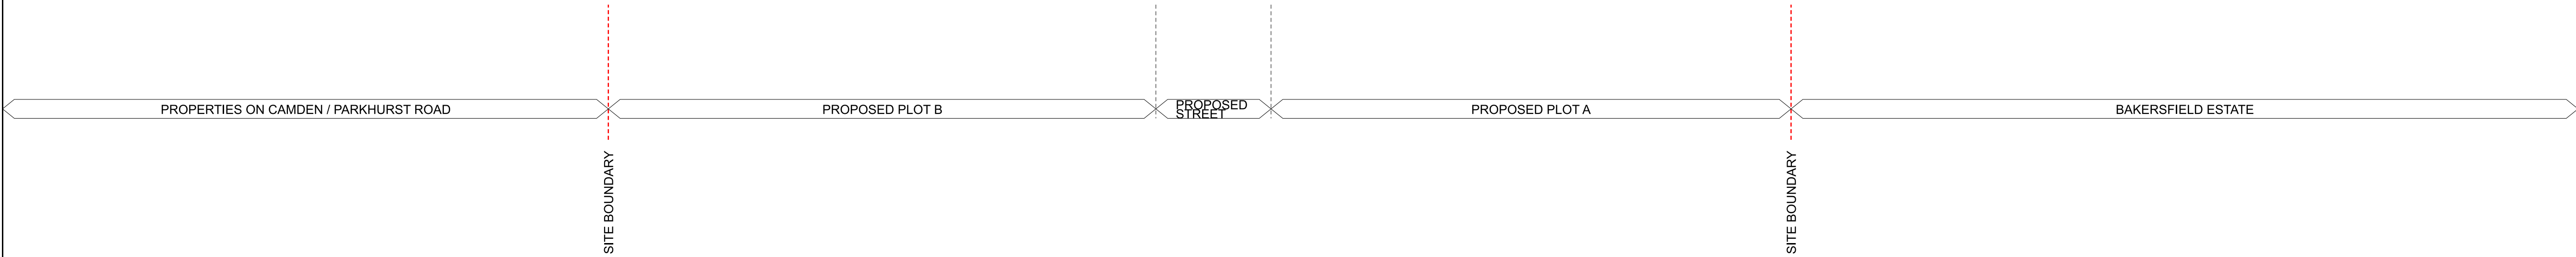 PROPERTIES ON CAMDEN / PARKHURST ROAD
PROPOSED PLOT B
PROPOSED
STREET
PROPOSED PLOT A
BAKERSFIELD ESTATE
SITE BOUNDARY
SITE BOUNDARY